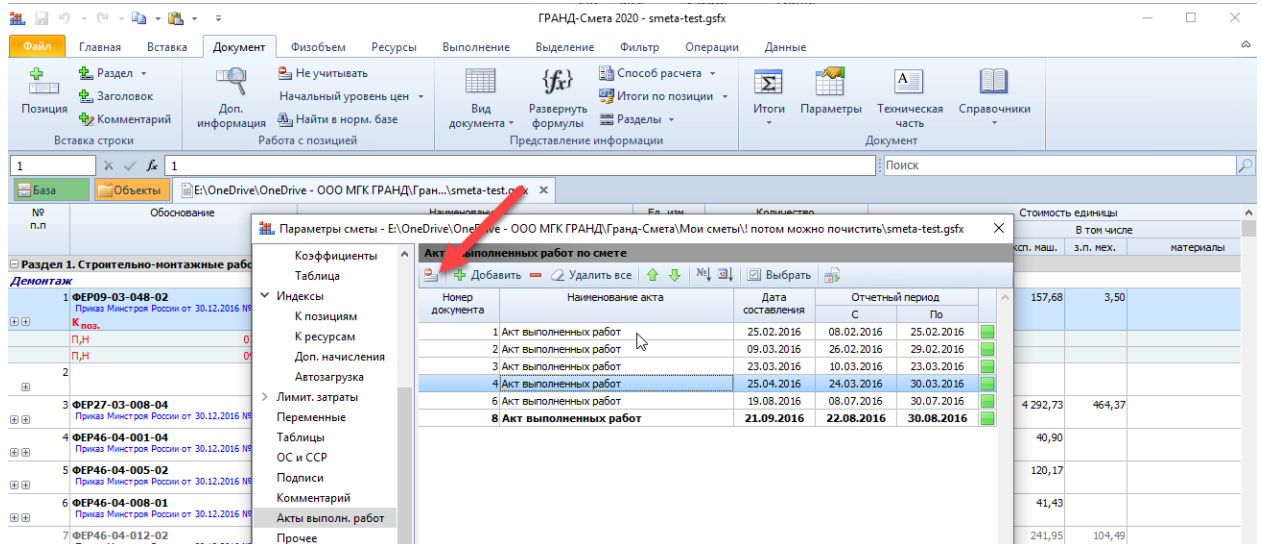 ГРАНД-Смета 2020 - smeta-test.gsfx
Файл Главная Вставка Документ Физобъем Ресурсы Выполнение Выделение Фильтр Операции Данные
Позиция
Раздел
Заголовок
Комментарий
Вставка строки
Доп. информация
Не учитывать
Начальный уровень цен
Найти в норм. базе
Работа с позицией
Вид документа
Развернуть формулы
Способ расчета
Итоги по позиции
Разделы
Представление информации
Итоги
Параметры
Техническая часть
Справочники
Документ
1 fx 1 Поиск
База Объекты E:\OneDrive\OneDrive - ООО МГК ГРАНД\Гран...\smeta-test.gsfx
№ п.п Обоснование Наименование Ед. изм. Количество Стоимость единицы
В том числе
эксп. маш. з.п. мех. материалы
Раздел 1. Строительно-монтажные рабо
Демонтаж
1 ФЕР09-03-048-02 157,68 3,50
Приказ Минстроя России от 30.12.2016 №
К поз.
П,Н 0
П,Н 0
2
3 ФЕР27-03-008-04 4 292,73 464,37
Приказ Минстроя России от 30.12.2016 №
4 ФЕР46-04-001-04 40,90
Приказ Минстроя России от 30.12.2016 №
5 ФЕР46-04-005-02 120,17
Приказ Минстроя России от 30.12.2016 №
6 ФЕР46-04-008-01 41,43
Приказ Минстроя России от 30.12.2016 №
7 ФЕР46-04-012-02 241,95 104,49
Параметры сметы - E:\OneDrive\OneDrive - ООО МГК ГРАНД\Гранд-Смета\Мои сметы\! потом можно почистить\smeta-test.gsfx
Коэффициенты
Таблица
Индексы
К позициям
К ресурсам
Доп. начисления
Автозагрузка
Лимит. затраты
Переменные
Таблицы
ОС и ССР
Подписи
Комментарий
Акты выполн. работ
Прочее
Акты выполненных работ по смете
Добавить Удалить все Выбрать
Номер документа Наименование акта Дата составления Отчетный период
С По
1 Акт выполненных работ 25.02.2016 08.02.2016 25.02.2016
2 Акт выполненных работ 09.03.2016 26.02.2016 29.02.2016
3 Акт выполненных работ 23.03.2016 10.03.2016 23.03.2016
4 Акт выполненных работ 25.04.2016 24.03.2016 30.03.2016
6 Акт выполненных работ 19.08.2016 08.07.2016 30.07.2016
8 Акт выполненных работ 21.09.2016 22.08.2016 30.08.2016